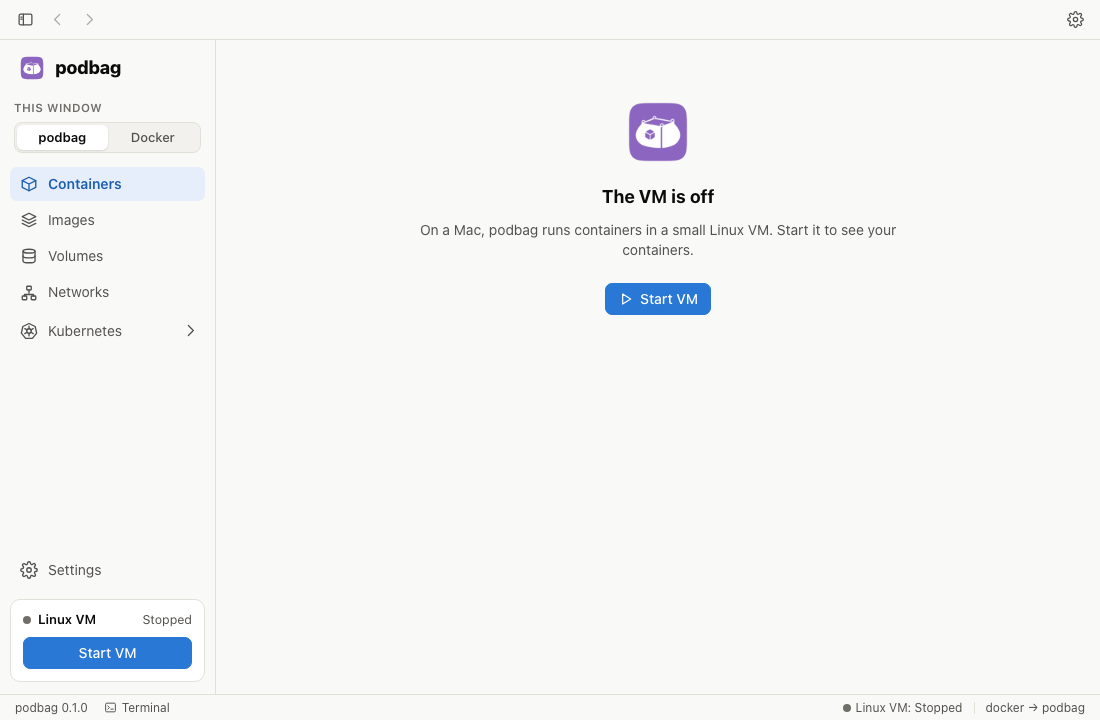 podbag
THIS WINDOW
podbag
Docker
Containers
Images
Volumes
Networks
Kubernetes
Settings
Linux VM
Stopped
Start VM
The VM is off
On a Mac, podbag runs containers in a small Linux VM. Start it to see your
containers.
Start VM
podbag 0.1.0
Terminal
Linux VM: Stopped
docker → podbag